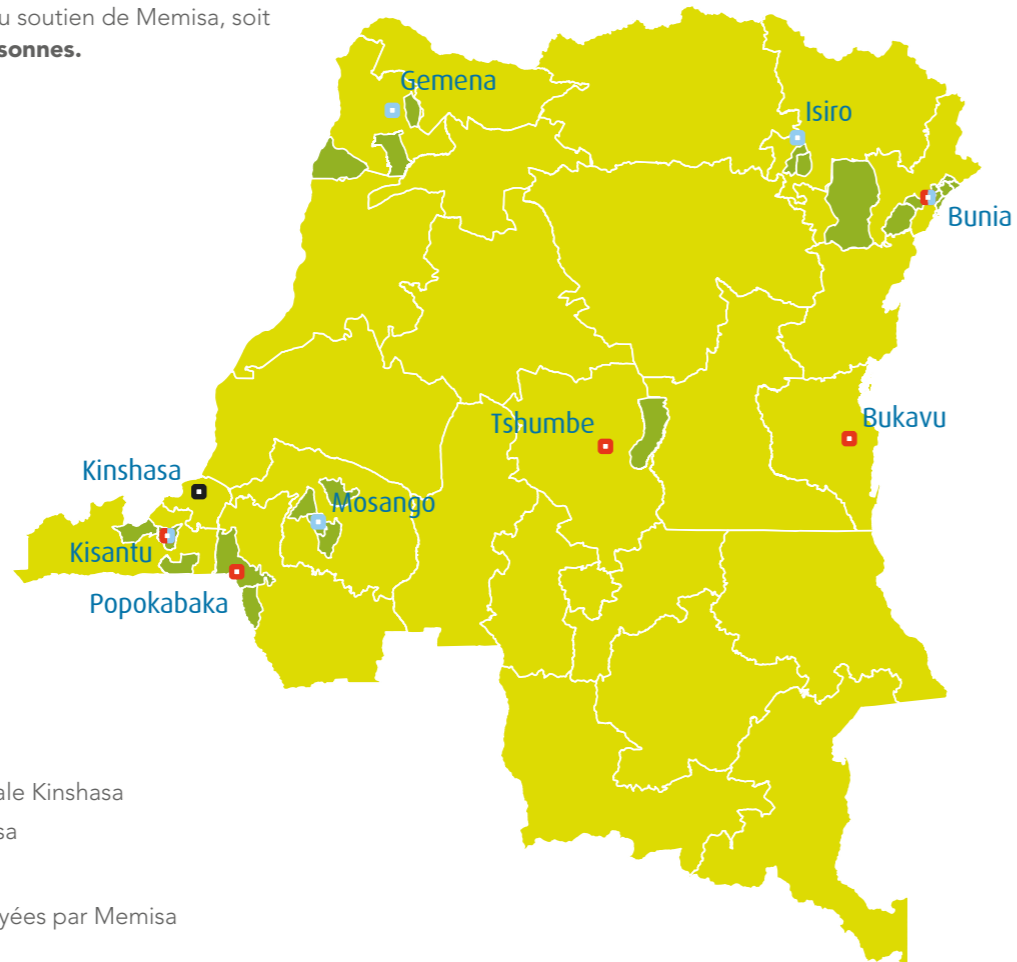 u soutien de Memisa, soit
sonnes.
Gemena
Isiro
Bunia
Tshumbe
Bukavu
Kinshasa
Mosango
Kisantu
Popokabaka
ale Kinshasa
sa
yées par Memisa